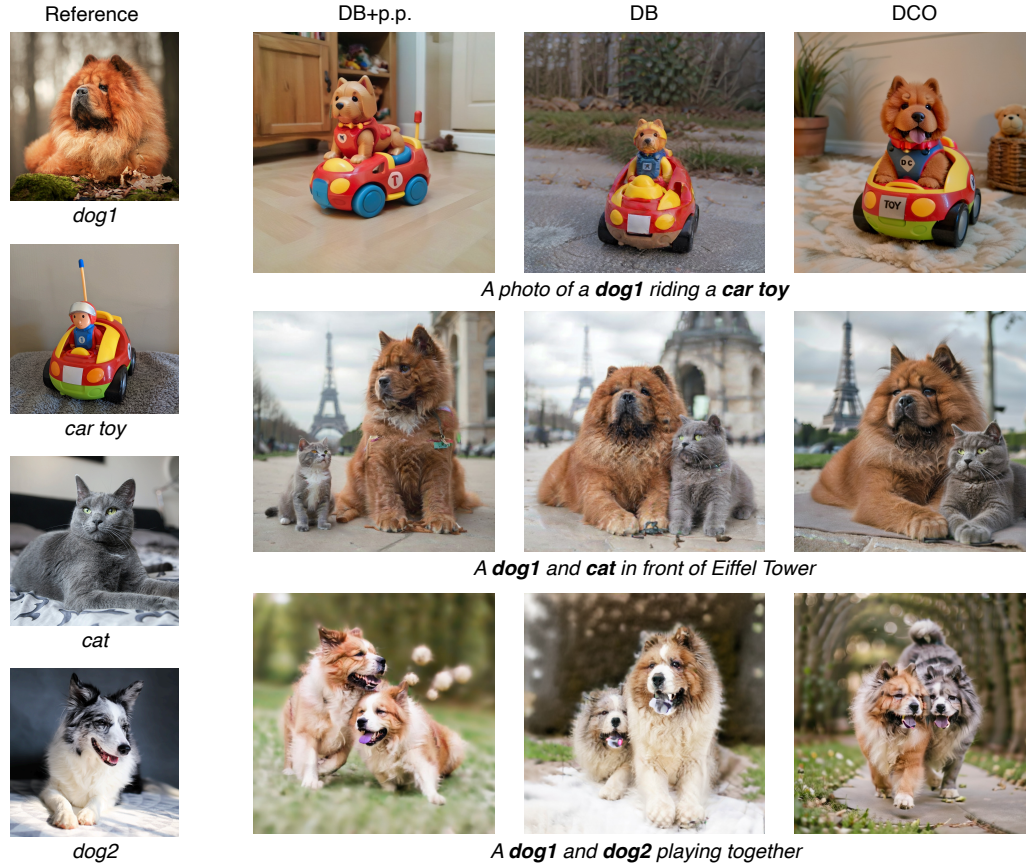 Reference
DB+p.p.
DB
DCO
dog1
T
TOY
DC
A photo of a dog1 riding a car toy
car toy
A dog1 and cat in front of Eiffel Tower
cat
dog2
A dog1 and dog2 playing together